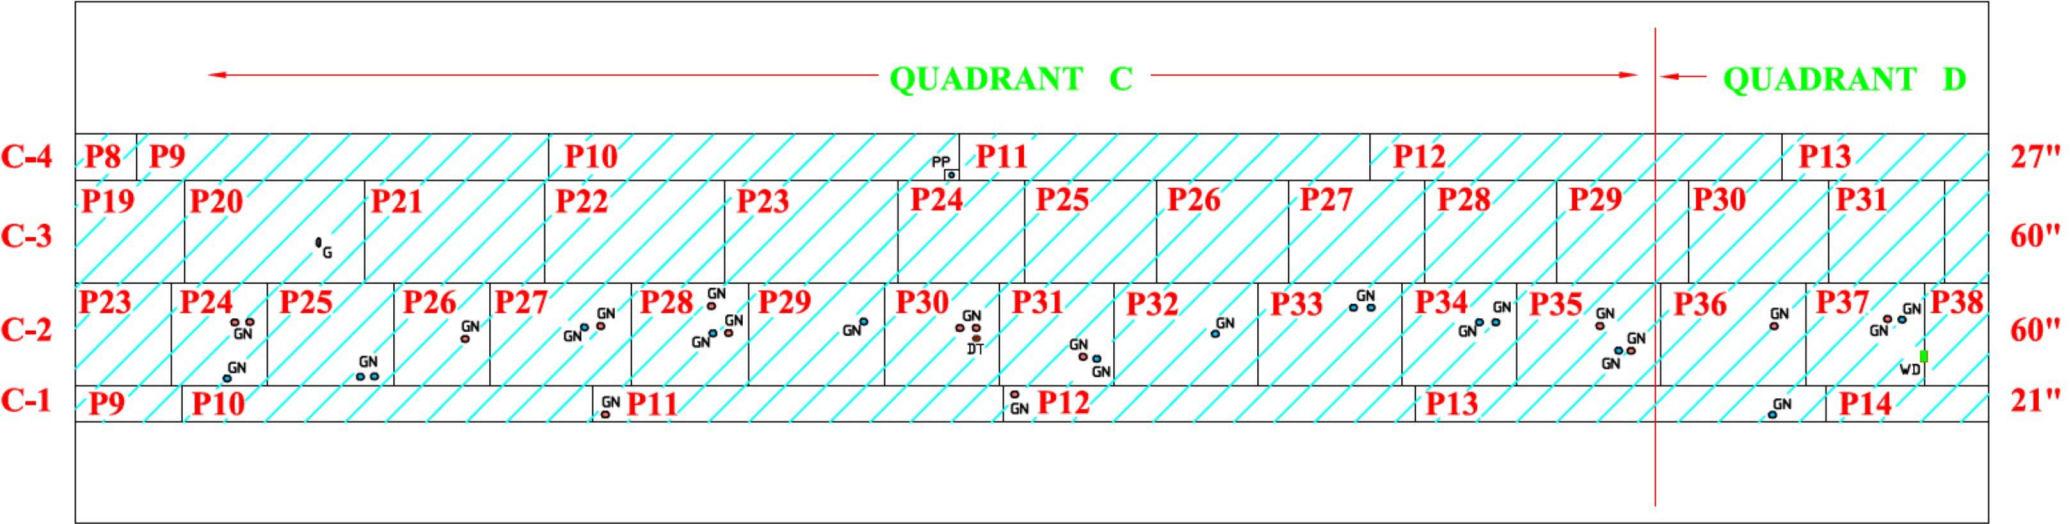 QUADRANT C QUADRANT D
C-4 P8 P9 P10 PP P11 P12 P13 27"
P19 P20 P21 P22 P23 P24 P25 P26 P27 P28 P29 P30 P31
C-3 60"
G
P23 P24 P25 P26 P27 P28 P29 P30 P31 P32 P33 P34 P35 P36 P37 P38
GN GN GN GN GN GN GN GN GN
C-2 GN GN GN GN GN GN GN GN 60"
GN DT GN
GN GN GN GN WD
C-1 P9 P10 GN P11 GN P12 P13 GN P14 21"